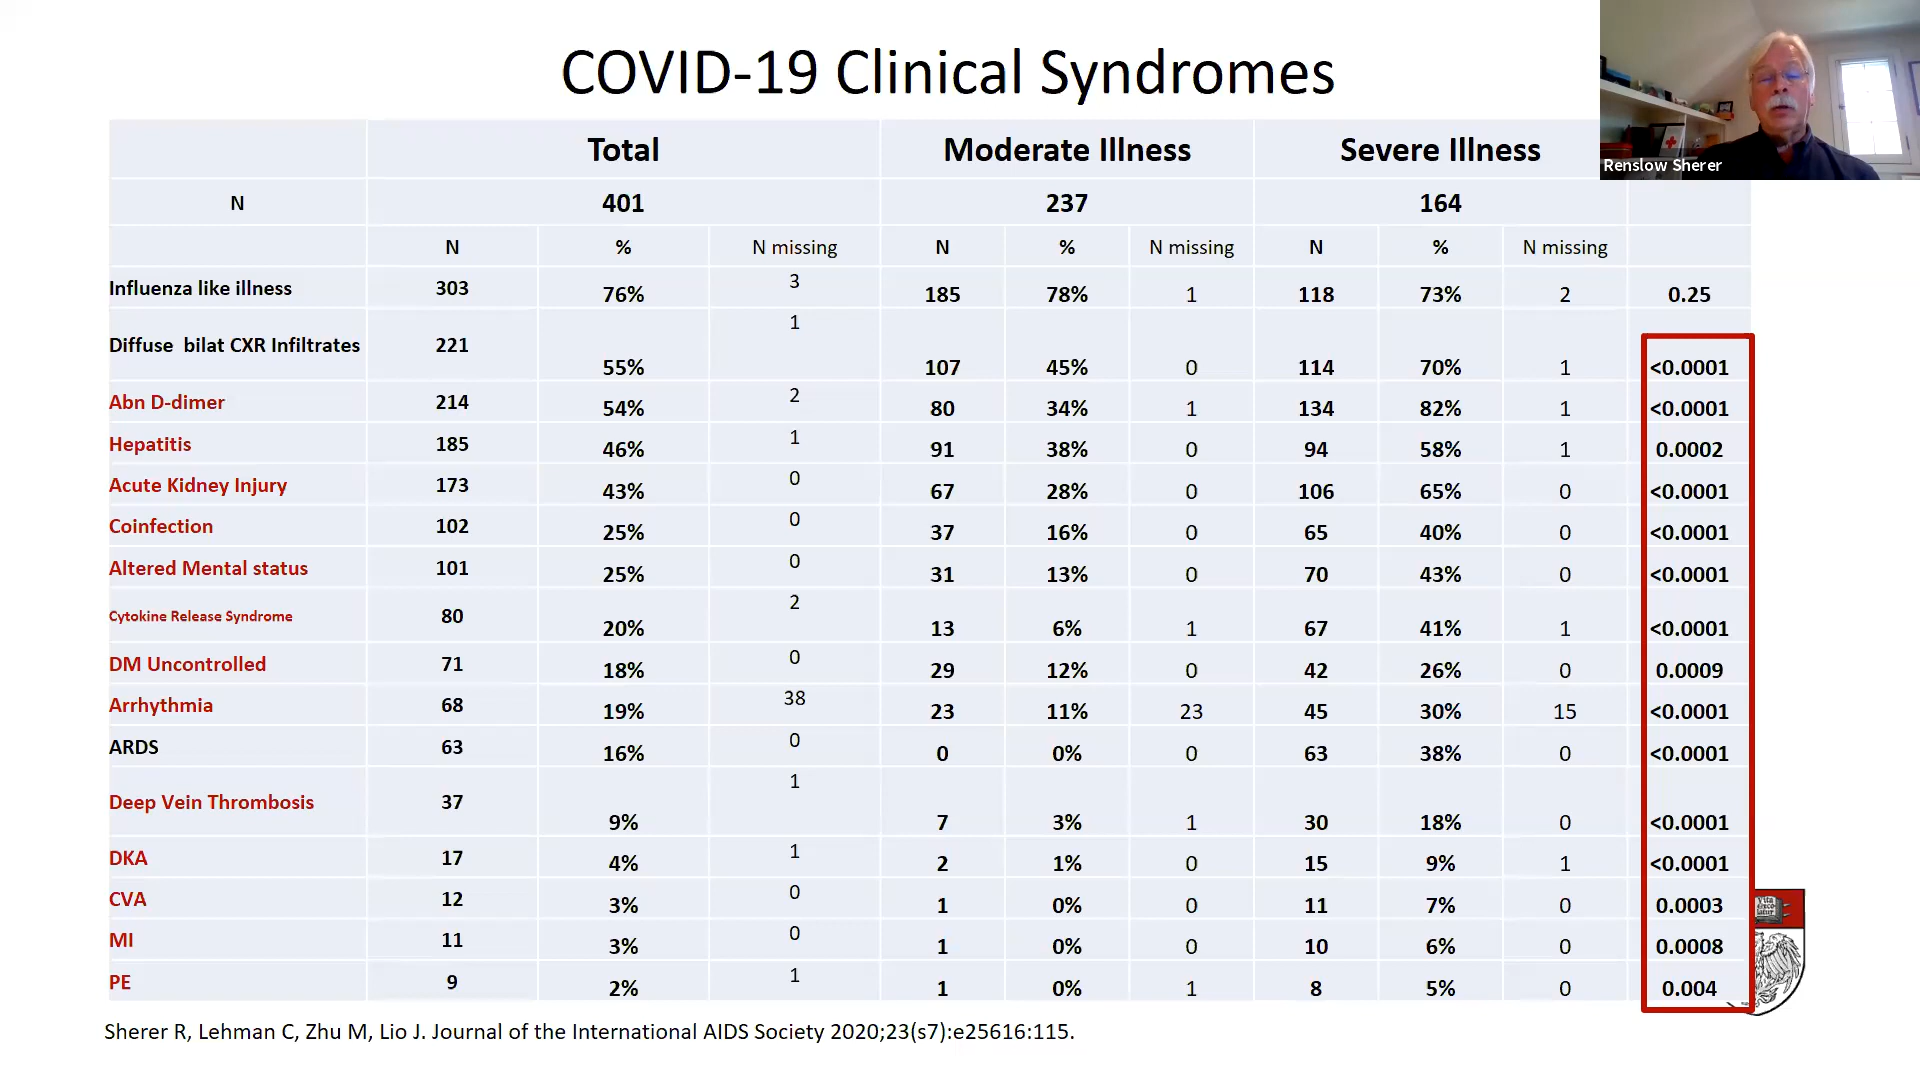 COVID-19 Clinical Syndromes
Renslow Sherer
Total Moderate Illness Severe Illness
N 401 237 164
N % N missing N % N missing N % N missing
Influenza like illness 303 76% 3 185 78% 1 118 73% 2 0.25
Diffuse bilat CXR Infiltrates 221 55% 1 107 45% 0 114 70% 1 <0.0001
Abn D-dimer 214 54% 2 80 34% 1 134 82% 1 <0.0001
Hepatitis 185 46% 1 91 38% 0 94 58% 1 0.0002
Acute Kidney Injury 173 43% 0 67 28% 0 106 65% 0 <0.0001
Coinfection 102 25% 0 37 16% 0 65 40% 0 <0.0001
Altered Mental status 101 25% 0 31 13% 0 70 43% 0 <0.0001
Cytokine Release Syndrome 80 20% 2 13 6% 1 67 41% 1 <0.0001
DM Uncontrolled 71 18% 0 29 12% 0 42 26% 0 0.0009
Arrhythmia 68 19% 38 23 11% 23 45 30% 15 <0.0001
ARDS 63 16% 0 0 0% 0 63 38% 0 <0.0001
Deep Vein Thrombosis 37 9% 1 7 3% 1 30 18% 0 <0.0001
DKA 17 4% 1 2 1% 0 15 9% 1 <0.0001
CVA 12 3% 0 1 0% 0 11 7% 0 0.0003
MI 11 3% 0 1 0% 0 10 6% 0 0.0008
PE 9 2% 1 1 0% 1 8 5% 0 0.004
Sherer R, Lehman C, Zhu M, Lio J. Journal of the International AIDS Society 2020;23(s7):e25616:115.